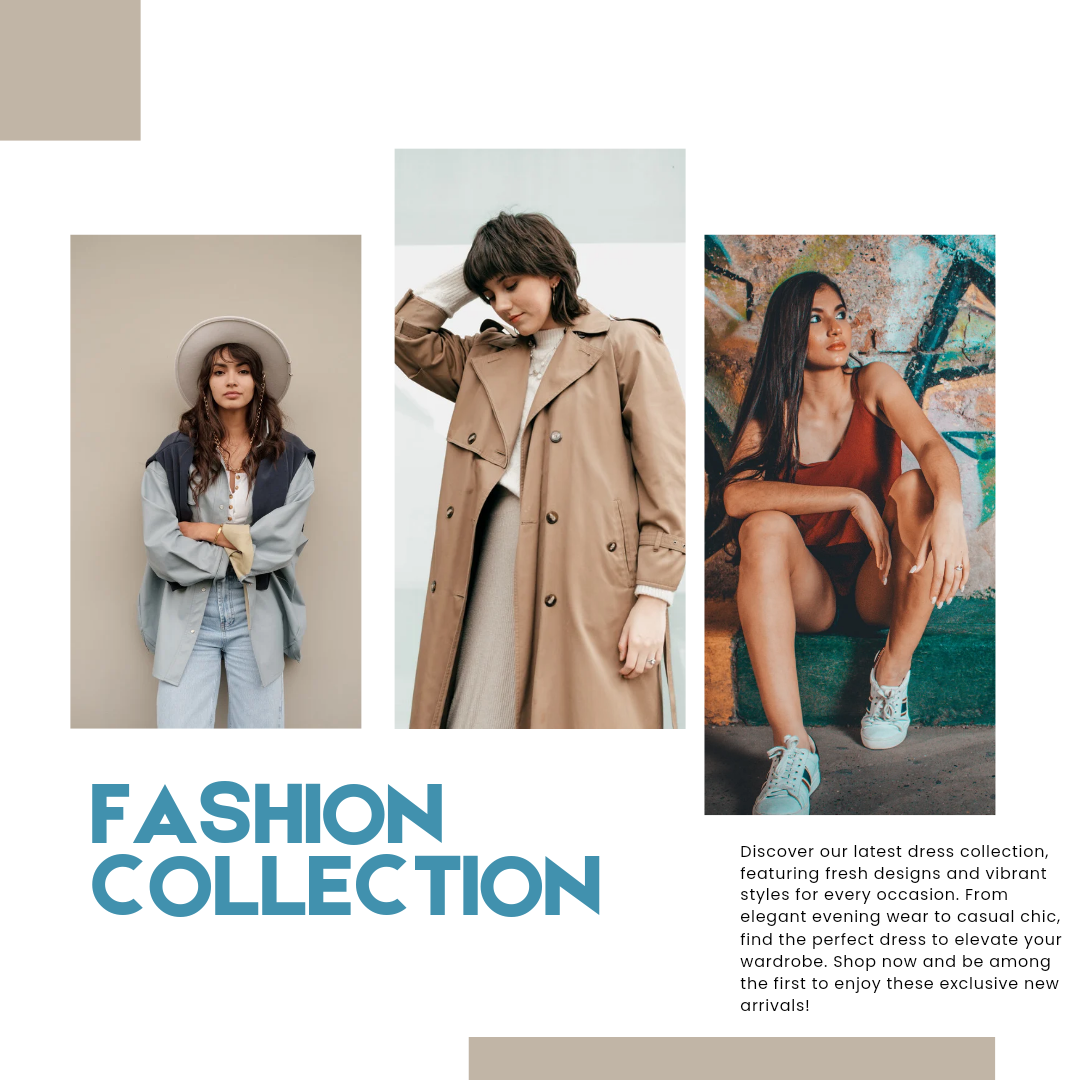 FASHION
COLLECTION
Discover our latest dress collection,
featuring fresh designs and vibrant
styles for every occasion. From
elegant evening wear to casual chic,
find the perfect dress to elevate your
wardrobe. Shop now and be among
the first to enjoy these exclusive new
arrivals!